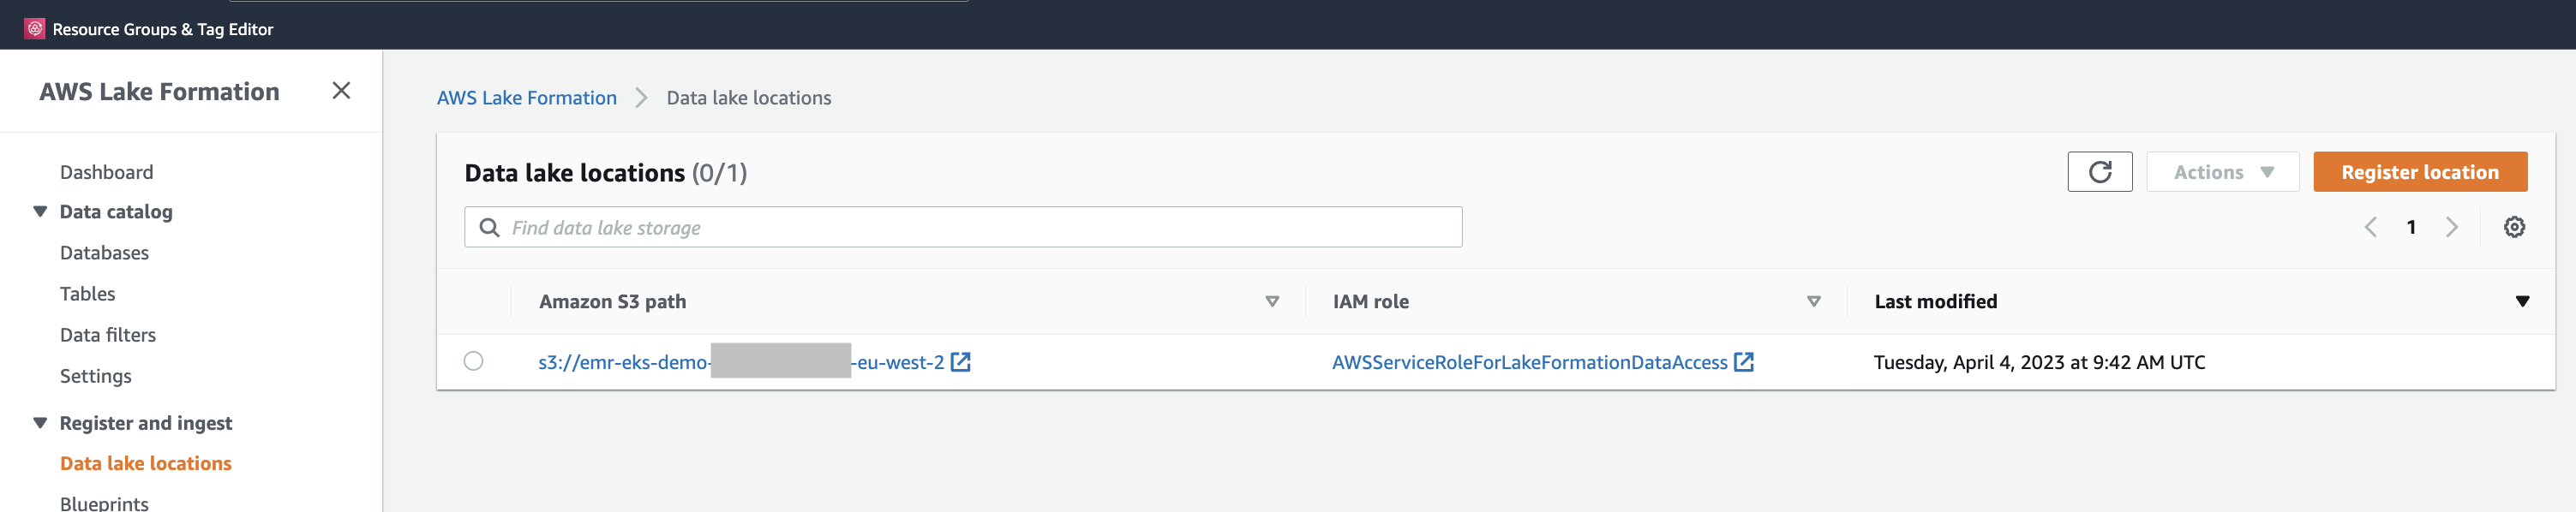 Resource Groups & Tag Editor
AWS Lake Formation
Dashboard
Data catalog
Databases
Tables
Data filters
Settings
Register and ingest
Data lake locations
Blueprints
AWS Lake Formation > Data lake locations
Data lake locations (0/1)
Actions
Register location
Find data lake storage
1
Amazon S3 path IAM role Last modified
s3://emr-eks-demo- -eu-west-2 AWSServiceRoleForLakeFormationDataAccess Tuesday, April 4, 2023 at 9:42 AM UTC